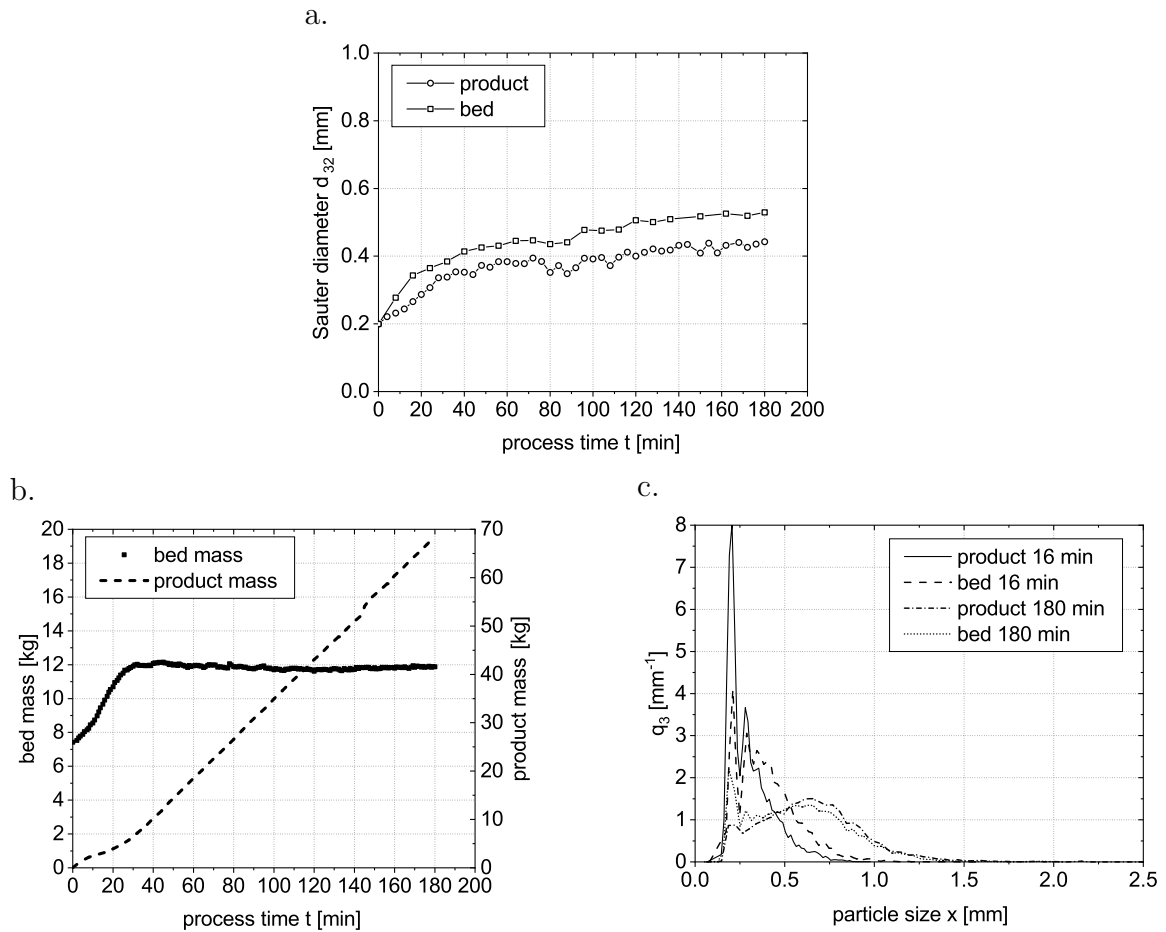 a.
product
bed
1.0
0.8
0.6
0.4
0.2
0.0
Sauter diameter d32 [mm]
0 20 40 60 80 100 120 140 160 180 200
process time t [min]
b.
bed mass
product mass
20
18
16
14
12
10
8
6
4
2
0
bed mass [kg]
70
60
50
40
30
20
10
0
product mass [kg]
0 20 40 60 80 100 120 140 160 180 200
process time t [min]
c.
product 16 min
bed 16 min
product 180 min
bed 180 min
8
7
6
5
4
3
2
1
0
q3 [mm-1]
0.0 0.5 1.0 1.5 2.0 2.5
particle size x [mm]